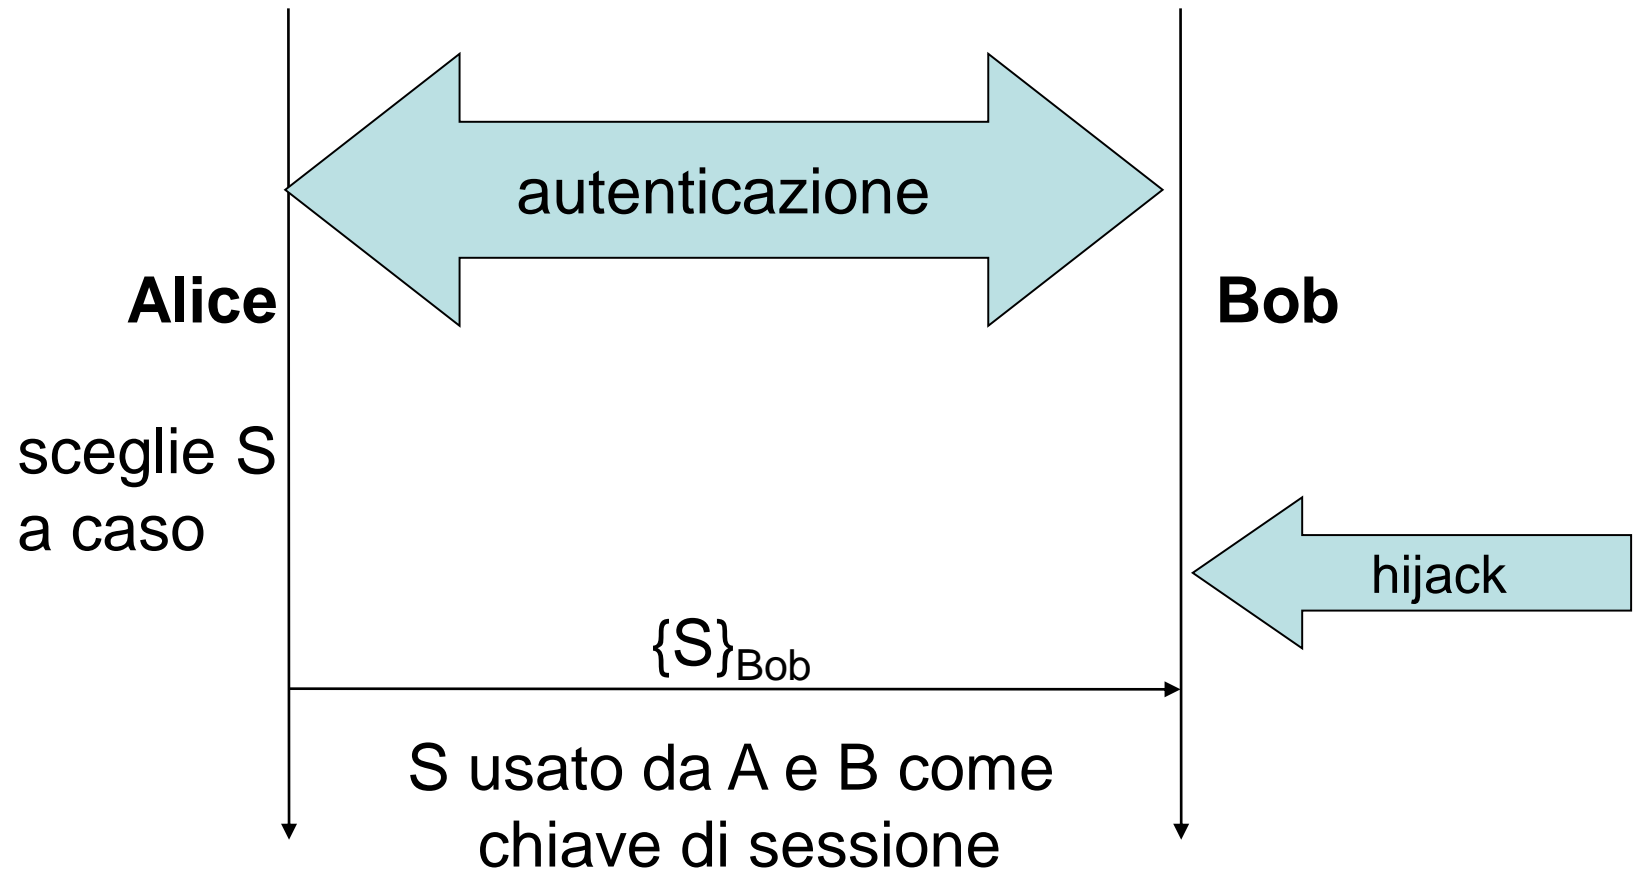 autenticazione
Alice
Bob
sceglie S
a caso
hijack
{S}Bob
S usato da A e B come
chiave di sessione